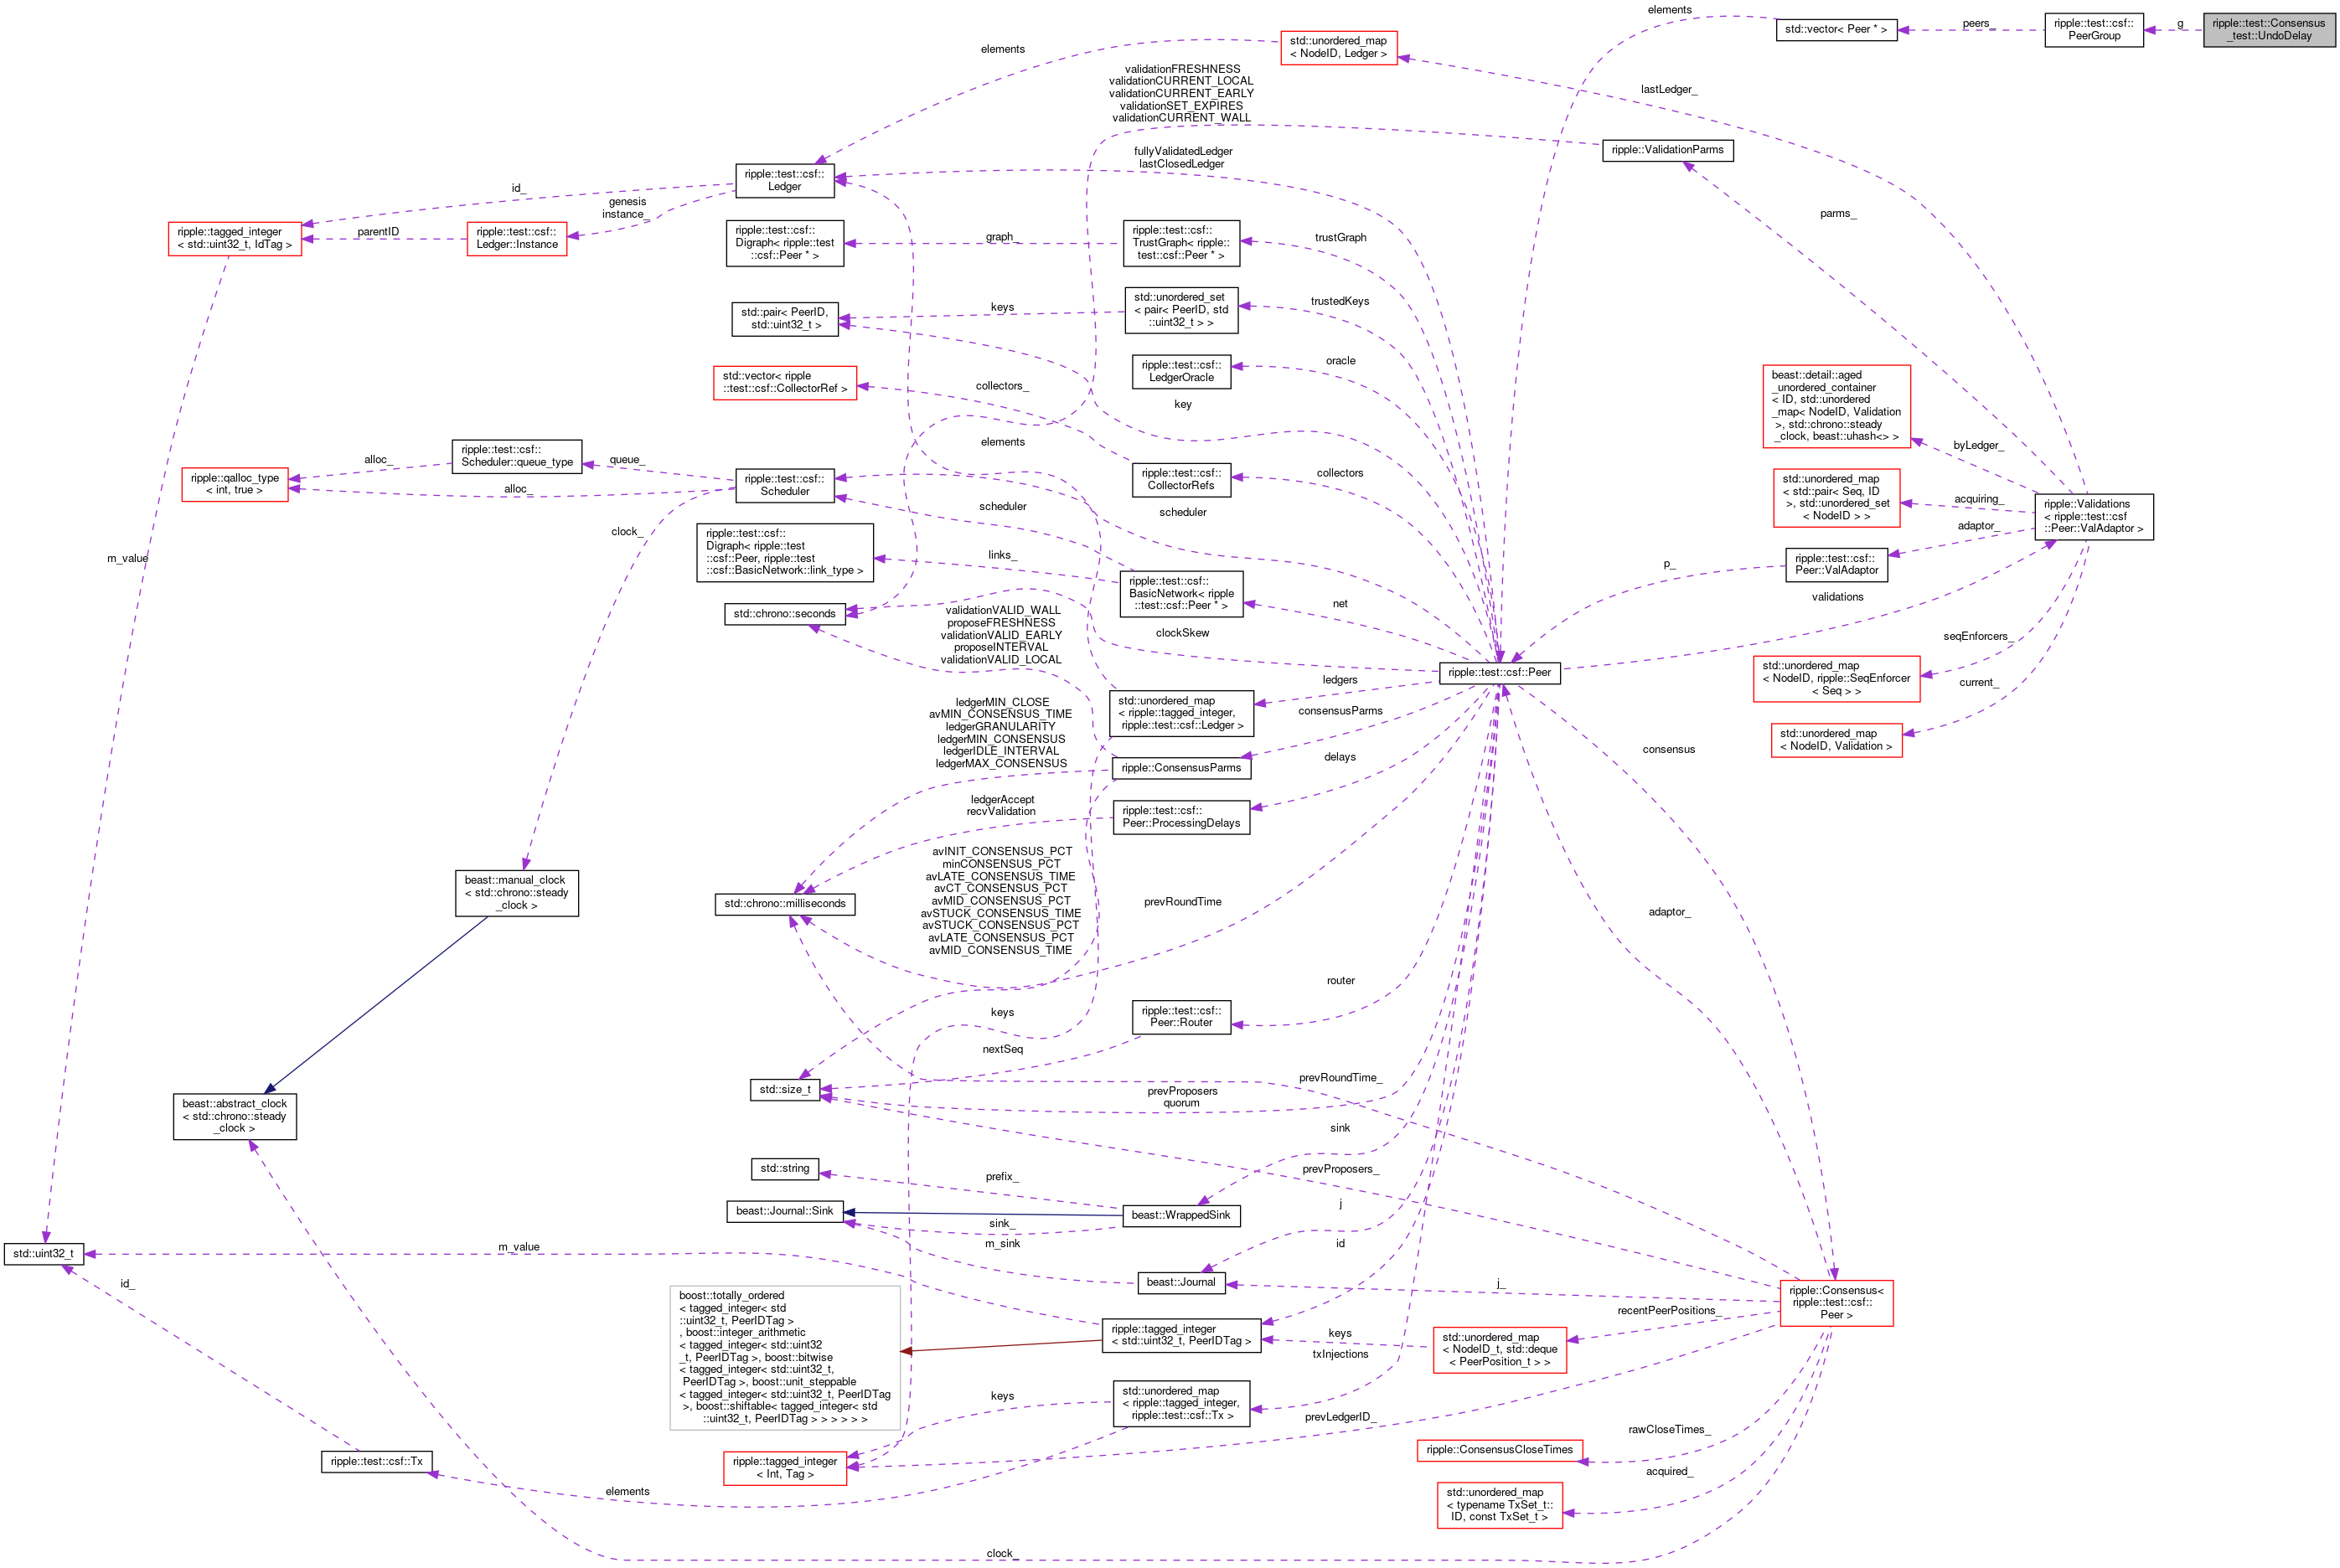 elements
std::vector< Peer * >
peers_
ripple::test::csf::
PeerGroup
g
ripple::test::Consensus
_test::UndoDelay
elements
std::unordered_map
< NodeID, Ledger >
lastLedger_
validationFRESHNESS
validationCURRENT_LOCAL
validationCURRENT_EARLY
validationSET_EXPIRES
validationCURRENT_WALL
ripple::ValidationParms
parms_
fullyValidatedLedger
lastClosedLedger
ripple::test::csf::
Ledger
id_
genesis
instance_
ripple::tagged_integer
< std::uint32_t, IdTag >
parentID
ripple::test::csf::
Ledger::Instance
ripple::test::csf::
Digraph< ripple::test
::csf::Peer * >
graph_
ripple::test::csf::
TrustGraph< ripple::
test::csf::Peer * >
trustGraph
std::pair< PeerID,
std::uint32_t >
keys
std::unordered_set
< pair< PeerID, std
::uint32_t > >
trustedKeys
std::vector< ripple
::test::csf::CollectorRef >
collectors_
ripple::test::csf::
LedgerOracle
oracle
key
beast::detail::aged
_unordered_container
< ID, std::unordered
_map< NodeID, Validation
>, std::chrono::steady
_clock, beast::uhash<> >
byLedger_
ripple::test::csf::
Scheduler::queue_type
alloc_
queue_
ripple::qalloc_type
< int, true >
alloc_
ripple::test::csf::
Scheduler
elements
ripple::test::csf::
CollectorRefs
collectors
std::unordered_map
< std::pair< Seq, ID
>, std::unordered_set
< NodeID > >
acquiring_
ripple::Validations
< ripple::test::csf
::Peer::ValAdaptor >
adaptor_
scheduler
scheduler
clock_
m_value
ripple::test::csf::
Digraph< ripple::test
::csf::Peer, ripple::test
::csf::BasicNetwork::link_type >
links_
ripple::test::csf::
BasicNetwork< ripple
::test::csf::Peer * >
net
p_
ripple::test::csf::
Peer::ValAdaptor
validations
std::chrono::seconds
validationVALID_WALL
proposeFRESHNESS
validationVALID_EARLY
proposeINTERVAL
validationVALID_LOCAL
clockSkew
ripple::test::csf::Peer
seqEnforcers_
std::unordered_map
< NodeID, ripple::SeqEnforcer
< Seq > >
current_
std::unordered_map
< NodeID, Validation >
ledgers
std::unordered_map
< ripple::tagged_integer,
ripple::test::csf::Ledger >
consensusParms
ledgerMIN_CLOSE
avMIN_CONSENSUS_TIME
ledgerGRANULARITY
ledgerMIN_CONSENSUS
ledgerIDLE_INTERVAL
ledgerMAX_CONSENSUS
ripple::ConsensusParms
delays
consensus
ledgerAccept
recvValidation
ripple::test::csf::
Peer::ProcessingDelays
avINIT_CONSENSUS_PCT
minCONSENSUS_PCT
avLATE_CONSENSUS_TIME
avCT_CONSENSUS_PCT
avMID_CONSENSUS_PCT
avSTUCK_CONSENSUS_TIME
avSTUCK_CONSENSUS_PCT
avLATE_CONSENSUS_PCT
avMID_CONSENSUS_TIME
beast::manual_clock
< std::chrono::steady
_clock >
std::chrono::milliseconds
prevRoundTime
adaptor_
router
keys
ripple::test::csf::
Peer::Router
nextSeq
std::size_t
prevProposers
quorum
prevRoundTime_
beast::abstract_clock
< std::chrono::steady
_clock >
sink
std::string
prefix_
prevProposers_
beast::Journal::Sink
sink_
beast::WrappedSink
j
std::uint32_t
m_value
m_sink
id
beast::Journal
j_
ripple::Consensus<
ripple::test::csf::
Peer >
id_
boost::totally_ordered
< tagged_integer< std
::uint32_t, PeerIDTag >
, boost::integer_arithmetic
< tagged_integer< std::uint32
_t, PeerIDTag >, boost::bitwise
< tagged_integer< std::uint32_t,
PeerIDTag >, boost::unit_steppable
< tagged_integer< std::uint32_t, PeerIDTag
>, boost::shiftable< tagged_integer< std
::uint32_t, PeerIDTag > > > > > >
ripple::tagged_integer
< std::uint32_t, PeerIDTag >
keys
recentPeerPositions_
std::unordered_map
< NodeID_t, std::deque
< PeerPosition_t > >
txInjections
keys
std::unordered_map
< ripple::tagged_integer,
ripple::test::csf::Tx >
prevLedgerID_
rawCloseTimes_
ripple::ConsensusCloseTimes
ripple::test::csf::Tx
ripple::tagged_integer
< Int, Tag >
elements
acquired_
std::unordered_map
< typename TxSet_t::
ID, const TxSet_t >
clock_